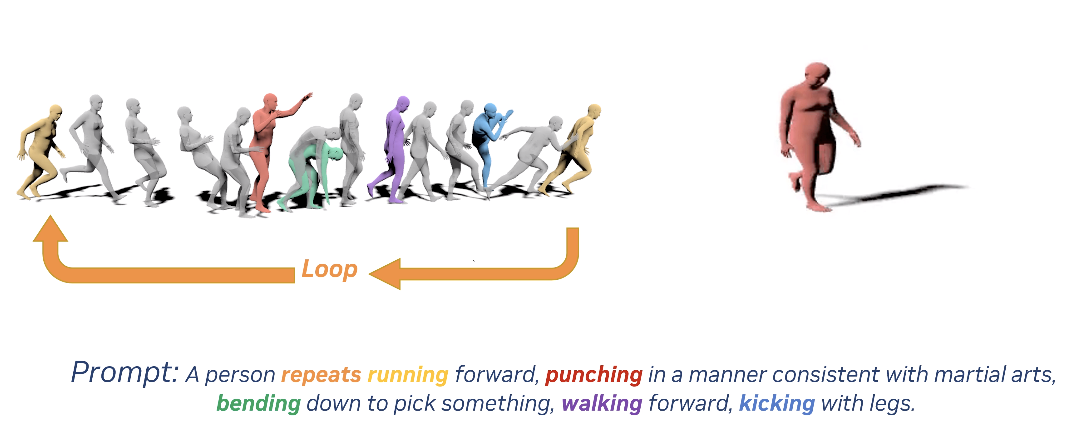 Loop
Prompt: A person repeats running forward, punching in a manner consistent with martial arts,
bending down to pick something, walking forward, kicking with legs.